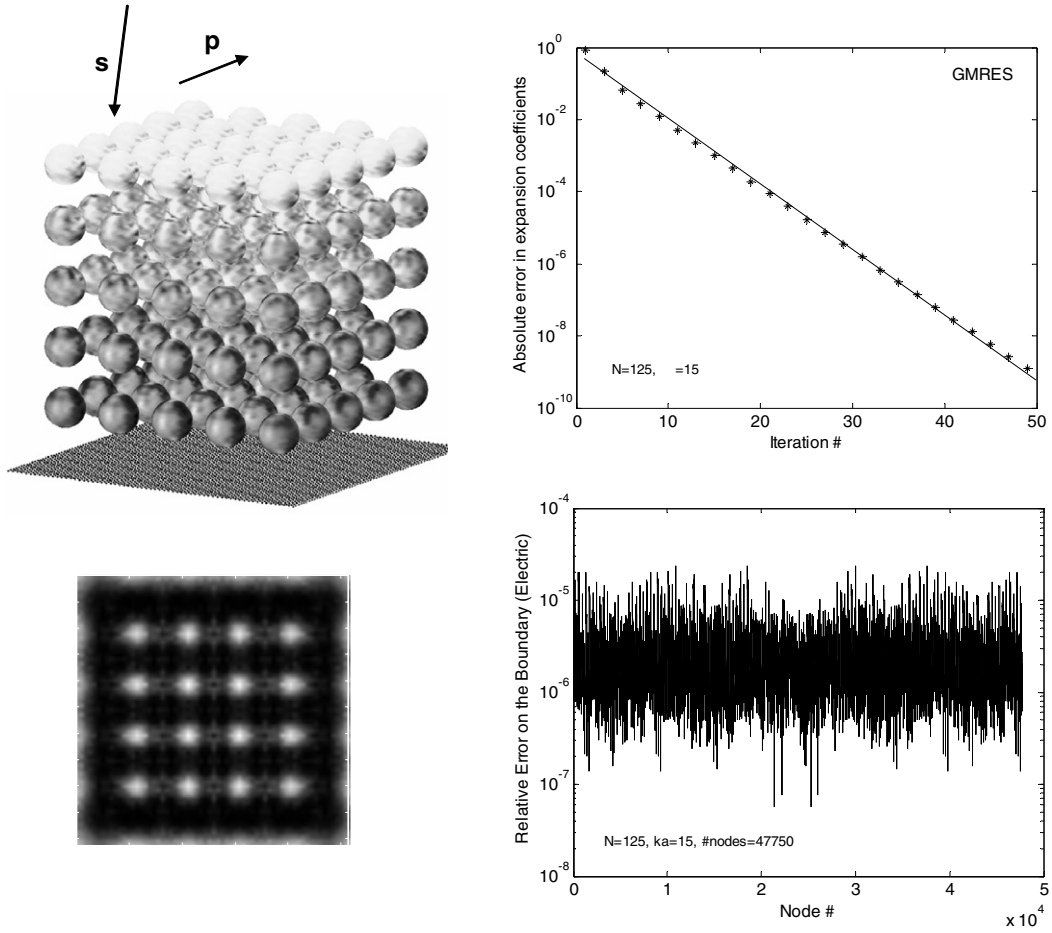 s
p
10^0
10^-2
10^-4
10^-6
10^-8
10^-10
Absolute error in expansion coefficients
GMRES
N=125, =15
0 10 20 30 40 50
Iteration #
10^-4
10^-5
10^-6
10^-7
10^-8
Relative Error on the Boundary (Electric)
N=125, ka=15, #nodes=47750
0 1 2 3 4 5
Node #
x 10^4